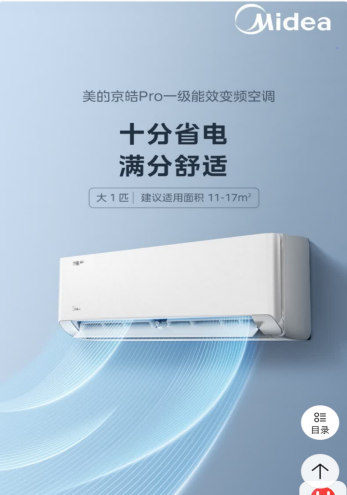 Midea
美的京皓Pro一级能效变频空调
十分省电
满分舒适
大1匹 | 建议适用面积 11-17m²
目录